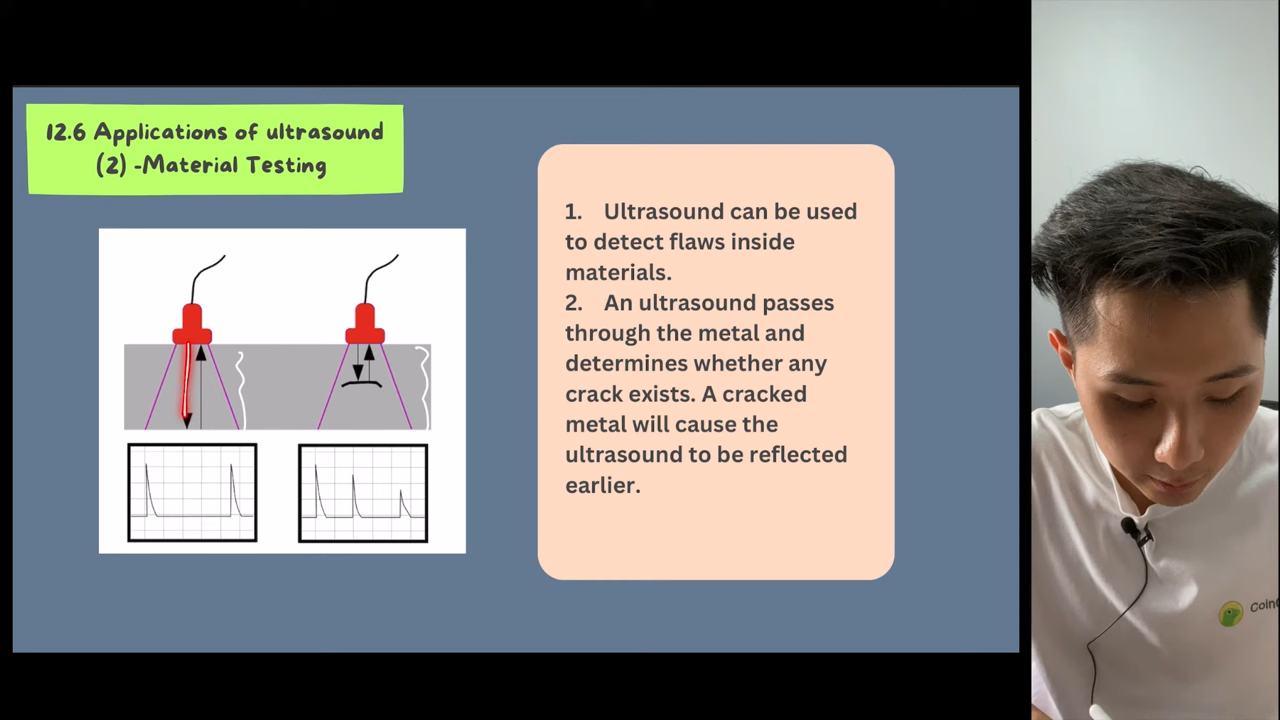 12.6 Applications of ultrasound
(2) -Material Testing
1. Ultrasound can be used
to detect flaws inside
materials.
2. An ultrasound passes
through the metal and
determines whether any
crack exists. A cracked
metal will cause the
ultrasound to be reflected
earlier.